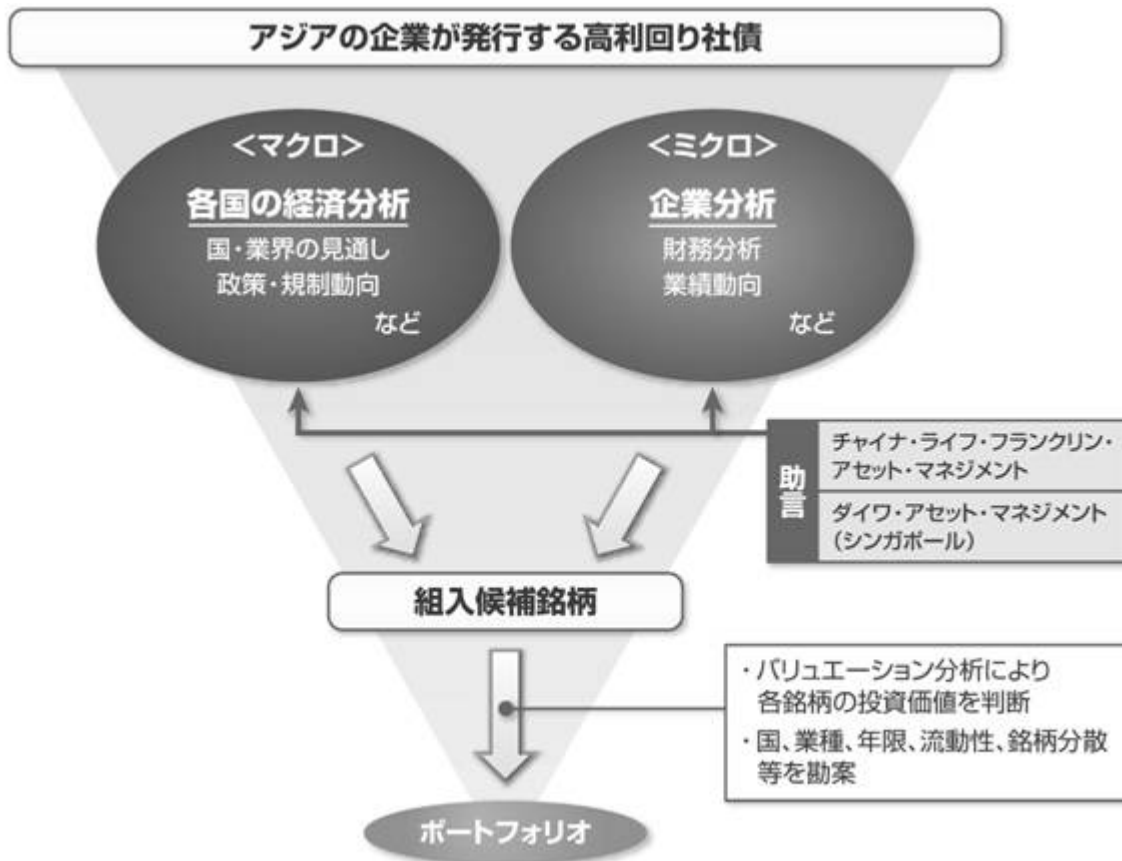 アジアの企業が発行する高利回り社債
＜マクロ＞
各国の経済分析
国・業界の見通し
政策・規制動向
など
＜ミクロ＞
企業分析
財務分析
業績動向
など
助言
チャイナ・ライフ・フランクリン・
アセット・マネジメント
ダイワ・アセット・マネジメント
（シンガポール）
組入候補銘柄
・バリュエーション分析により
各銘柄の投資価値を判断
・国、業種、年限、流動性、銘柄分散
等を勘案
ポートフォリオ